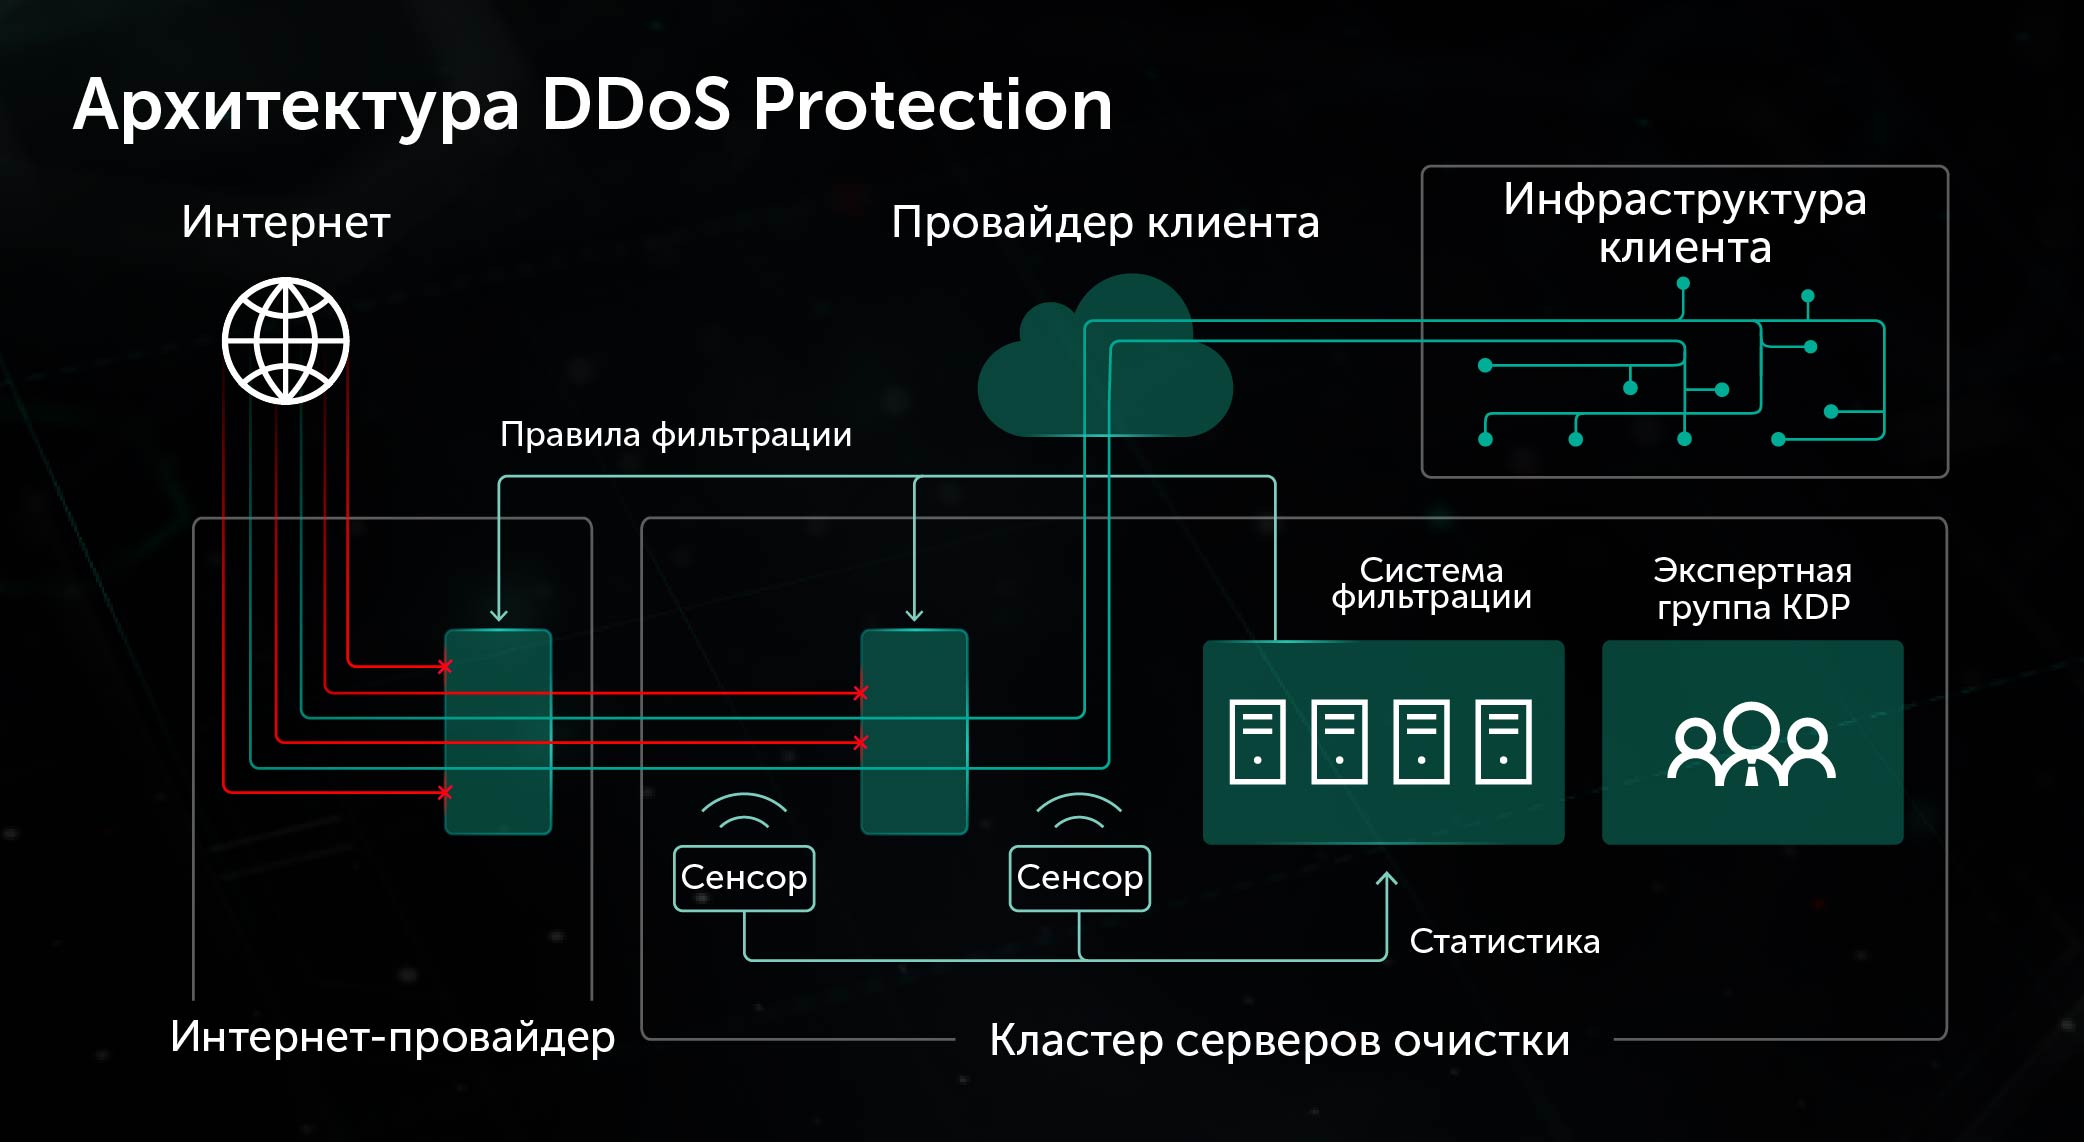 Архитектура DDoS Protection
Интернет
Провайдер клиента
Инфраструктура
клиента
Правила фильтрации
Система
фильтрации
Экспертная
группа KDP
Сенсор
Сенсор
Статистика
Интернет-провайдер
Кластер серверов очистки